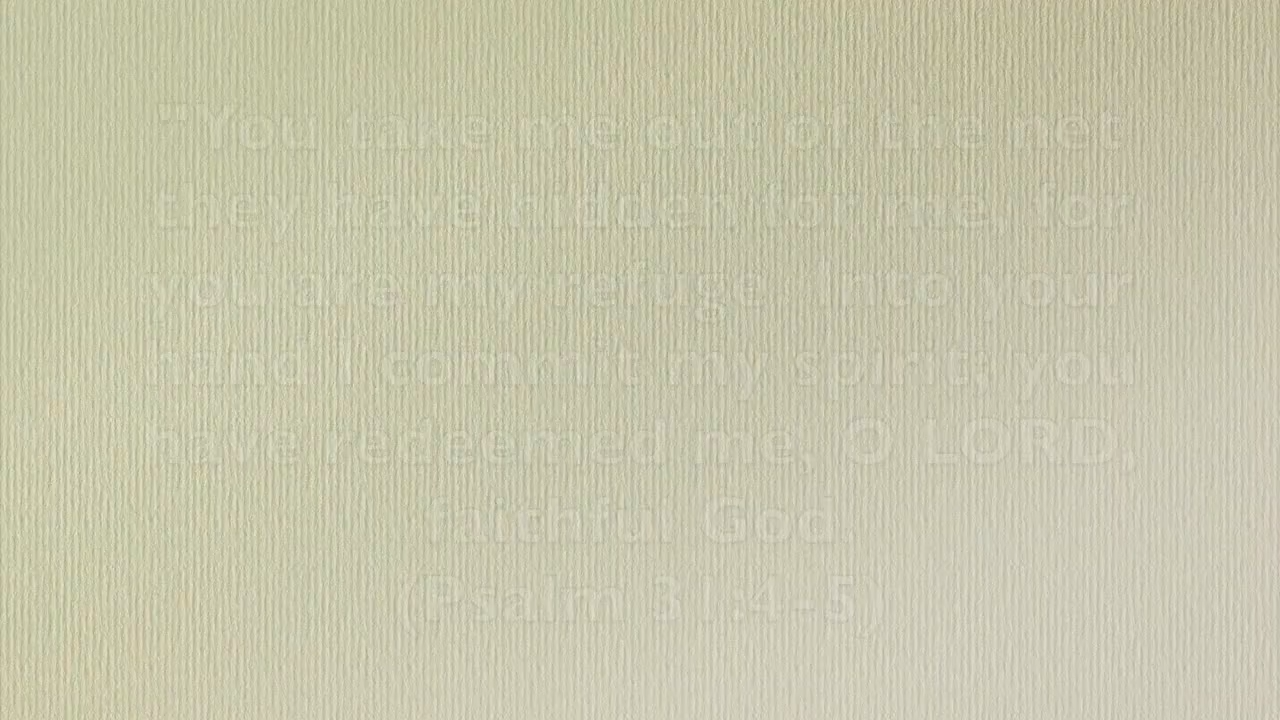 "You take me out of the net
they have hidden for me, for
you are my refuge. Into your
hand I commit my spirit; you
have redeemed me, O LORD,
faithful God.
(Psalm 31:4-5)